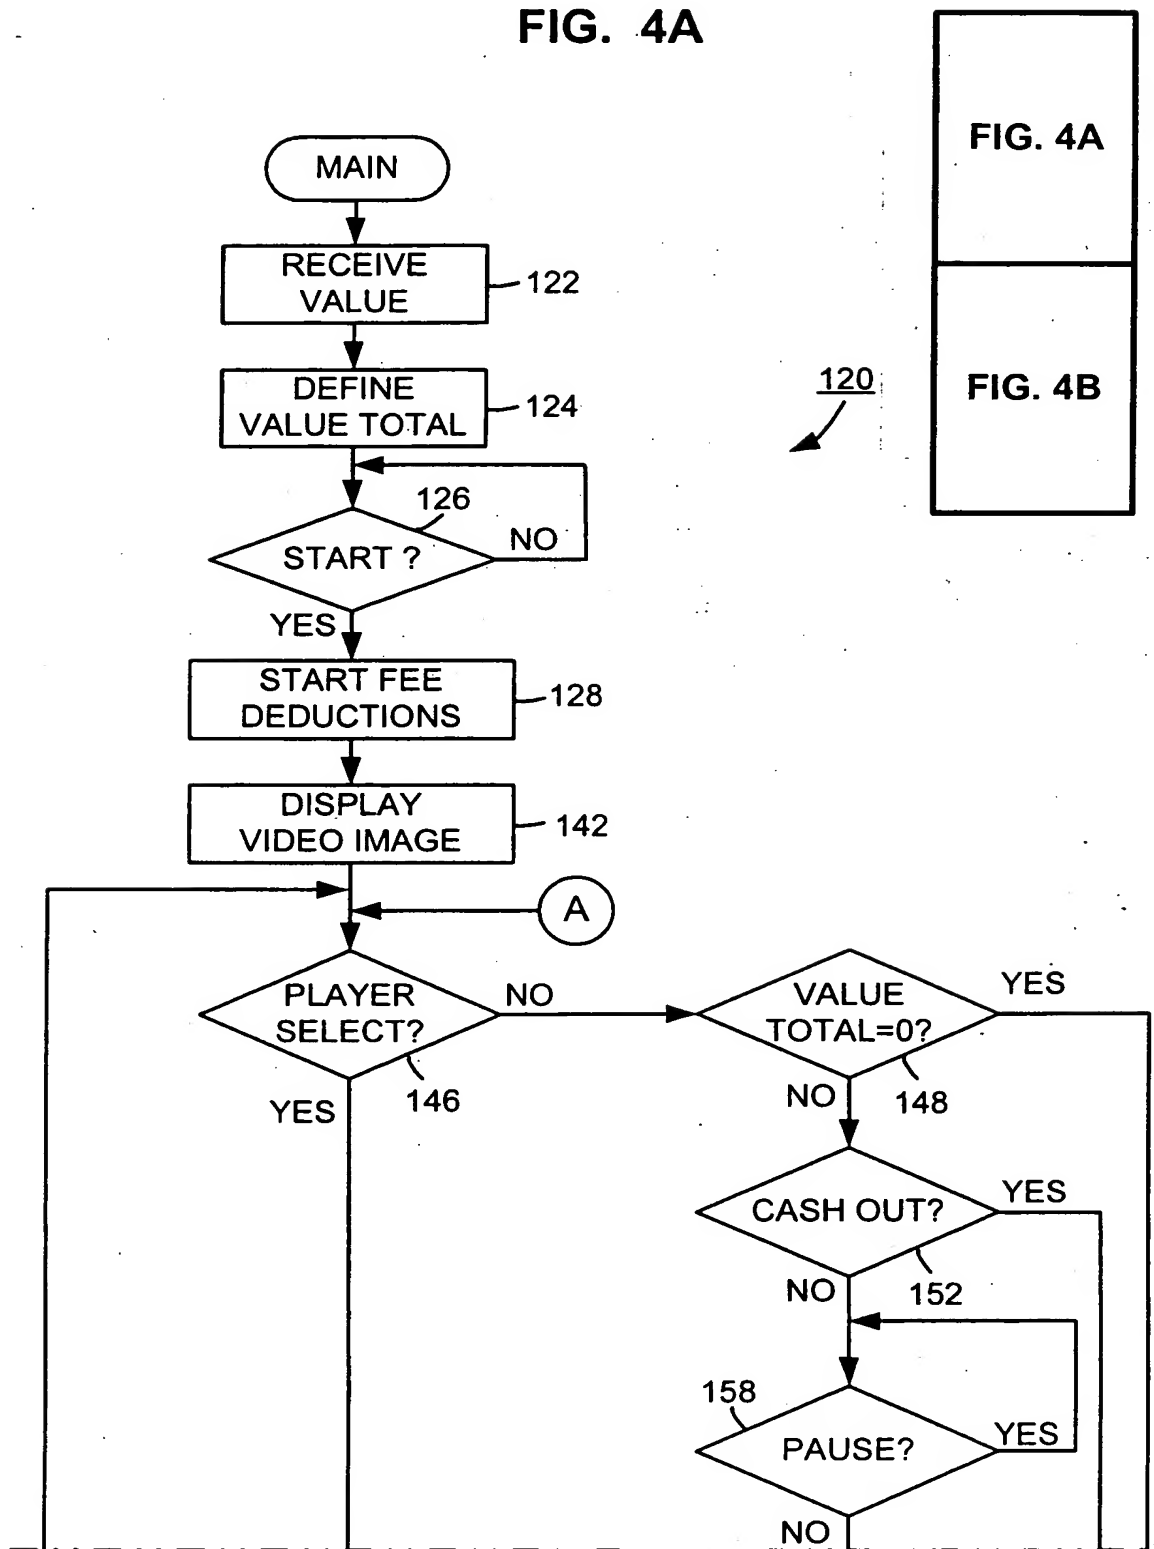 FIG. 4A
FIG. 4A
FIG. 4B
120
MAIN
RECEIVE
VALUE
122
DEFINE
VALUE TOTAL
124
126
START ?
NO
YES
START FEE
DEDUCTIONS
128
DISPLAY
VIDEO IMAGE
142
A
PLAYER
SELECT?
NO
146
YES
VALUE
TOTAL=0?
YES
148
NO
CASH OUT?
YES
152
NO
158
PAUSE?
YES
NO